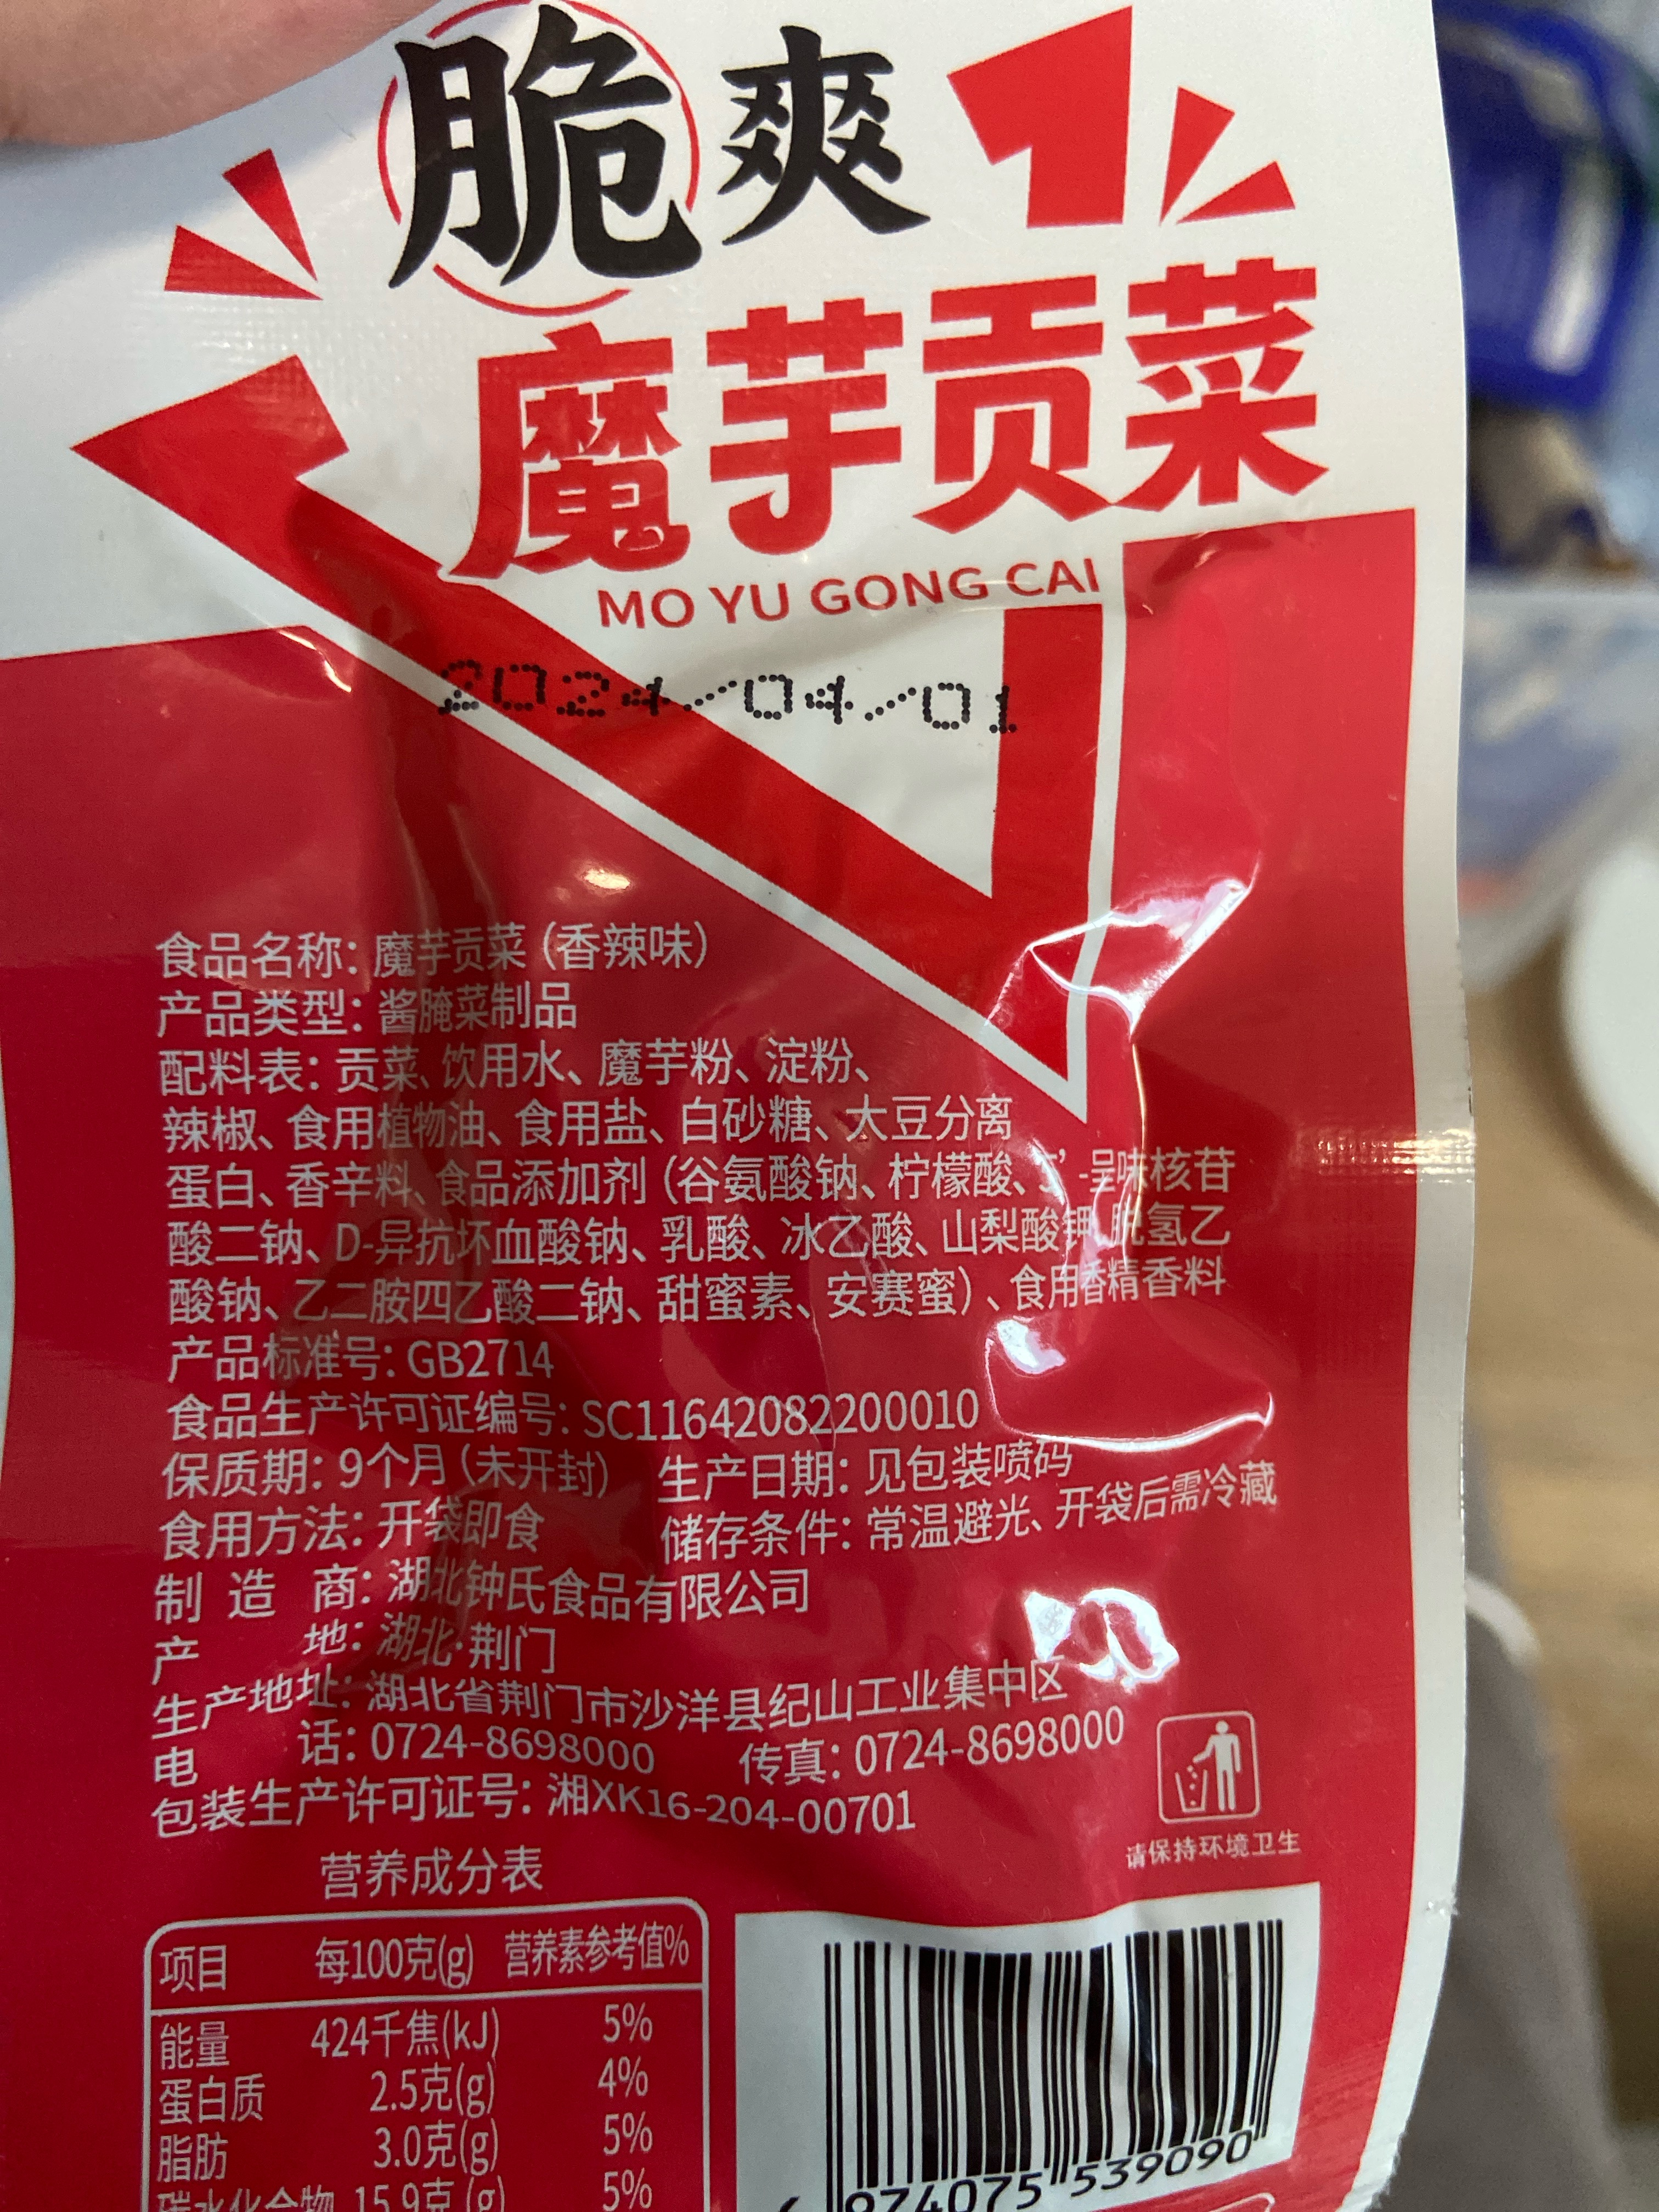 脆爽
魔芋贡菜
MO YU GONG CAI
2024/04/01
食品名称：魔芋贡菜（香辣味）
产品类型：酱腌菜制品
配料表：贡菜、饮用水、魔芋粉、淀粉、
辣椒、食用植物油、食用盐、白砂糖、大豆分离
蛋白、香辛料、食品添加剂（谷氨酸钠、柠檬酸、5’-呈味核苷
酸二钠、D-异抗坏血酸钠、乳酸、冰乙酸、山梨酸钾、脱氢乙
酸钠、乙二胺四乙酸二钠、甜蜜素、安赛蜜）、食用香精香料
产品标准号：GB2714
食品生产许可证编号：SC11642082200010
保质期：9个月（未开封） 生产日期：见包装喷码
食用方法：开袋即食 储存条件：常温避光、开袋后需冷藏
制造商：湖北钟氏食品有限公司
产地：湖北·荆门
生产地址：湖北省荆门市沙洋县纪山工业集中区
电话：0724-8698000 传真：0724-8698000
包装生产许可证号：湘XK16-204-00701
请保持环境卫生
营养成分表
项目 每100克(g) 营养素参考值%
能量 424千焦(kJ) 5%
蛋白质 2.5克(g) 4%
脂肪 3.0克(g) 5%
碳水化合物 15.9克(g) 5%
6 974075 539090